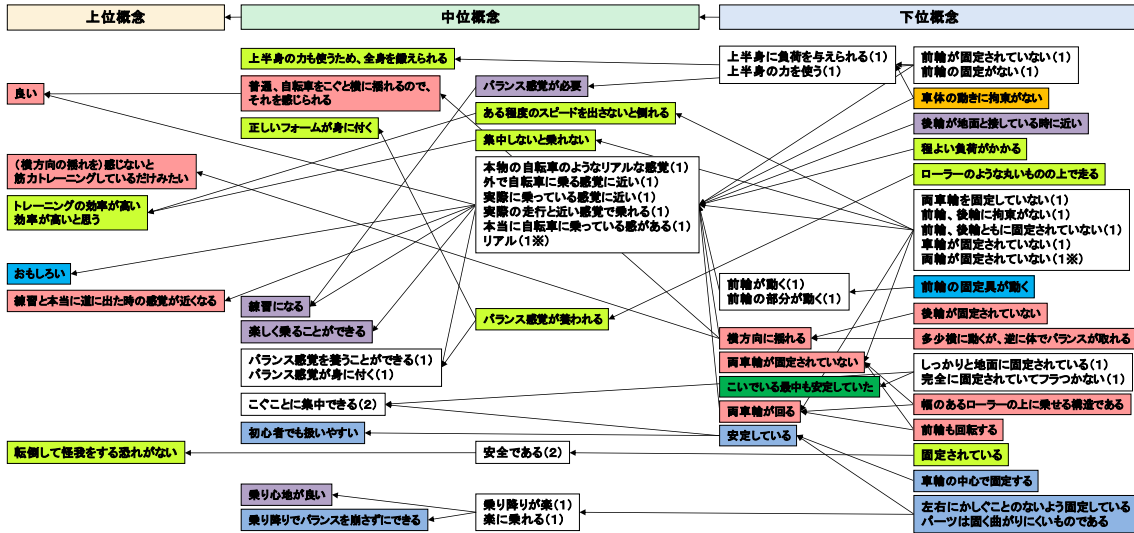 上位概念
中位概念
下位概念
良い
(横方向の揺れを)感じないと
筋力トレーニングしているだけみたい
トレーニングの効率が高い
効率が高いと思う
おもしろい
練習と本当に道に出た時の感覚が近くなる
転倒して怪我をする恐れがない
上半身の力も使うため、全身を鍛えられる
普通、自転車をこぐと横に揺れるので、
それを感じられる
正しいフォームが身に付く
練習になる
楽しく乗ることができる
バランス感覚を養うことができる(1)
バランス感覚が身に付く(1)
こぐことに集中できる(2)
初心者でも扱いやすい
乗り心地が良い
乗り降りでバランスを崩さずにできる
バランス感覚が必要
ある程度のスピードを出さないと倒れる
集中しないと乗れない
本物の自転車のようなリアルな感覚(1)
外で自転車に乗る感覚に近い(1)
実際に乗っている感覚に近い(1)
実際の走行と近い感覚で乗れる(1)
本当に自転車に乗っている感がある(1)
リアル(1※)
バランス感覚が養われる
安全である(2)
乗り降りが楽(1)
楽に乗れる(1)
上半身に負荷を与えられる(1)
上半身の力を使う(1)
前輪が動く(1)
前輪の部分が動く(1)
横方向に揺れる
両車輪が固定されていない
こいでいる最中も安定していた
両車輪が回る
安定している
前輪が固定されていない(1)
前輪の固定がない(1)
車体の動きに拘束がない
後輪が地面と接している時に近い
程よい負荷がかかる
ローラーのような丸いものの上で走る
両車輪を固定していない(1)
前輪、後輪に拘束がない(1)
前輪、後輪ともに固定されていない(1)
車輪が固定されていない(1)
両輪が固定されていない(1※)
前輪の固定具が動く
後輪が固定されていない
多少横に動くが、逆に体でバランスが取れる
しっかりと地面に固定されている(1)
完全に固定されていてフラつかない(1)
幅のあるローラーの上に乗せる構造である
前輪も回転する
固定されている
車輪の中心で固定する
左右にかしぐことのないよう固定している
パーツは固く曲がりにくいものである